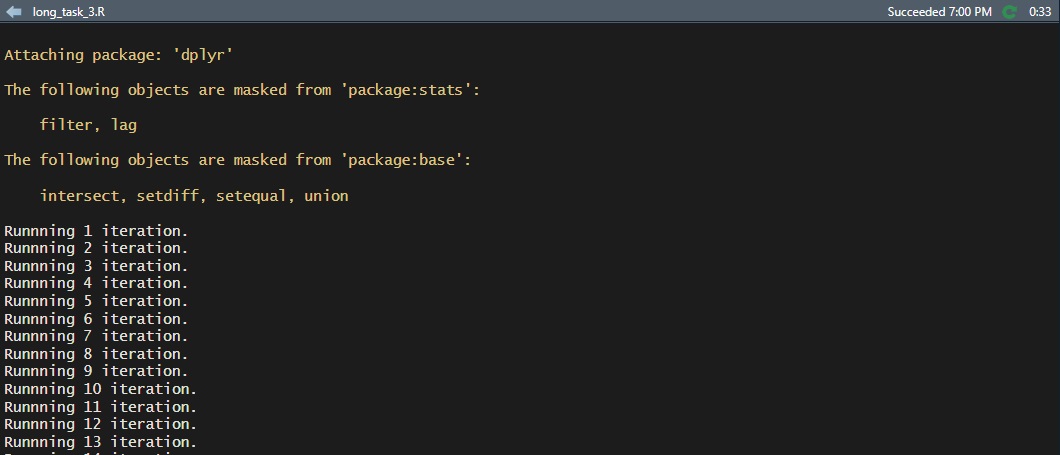 long_task_3.R Succeeded 7:00 PM 0:33
Attaching package: 'dplyr'
The following objects are masked from 'package:stats':
filter, lag
The following objects are masked from 'package:base':
intersect, setdiff, setequal, union
Runnning 1 iteration.
Runnning 2 iteration.
Runnning 3 iteration.
Runnning 4 iteration.
Runnning 5 iteration.
Runnning 6 iteration.
Runnning 7 iteration.
Runnning 8 iteration.
Runnning 9 iteration.
Runnning 10 iteration.
Runnning 11 iteration.
Runnning 12 iteration.
Runnning 13 iteration.